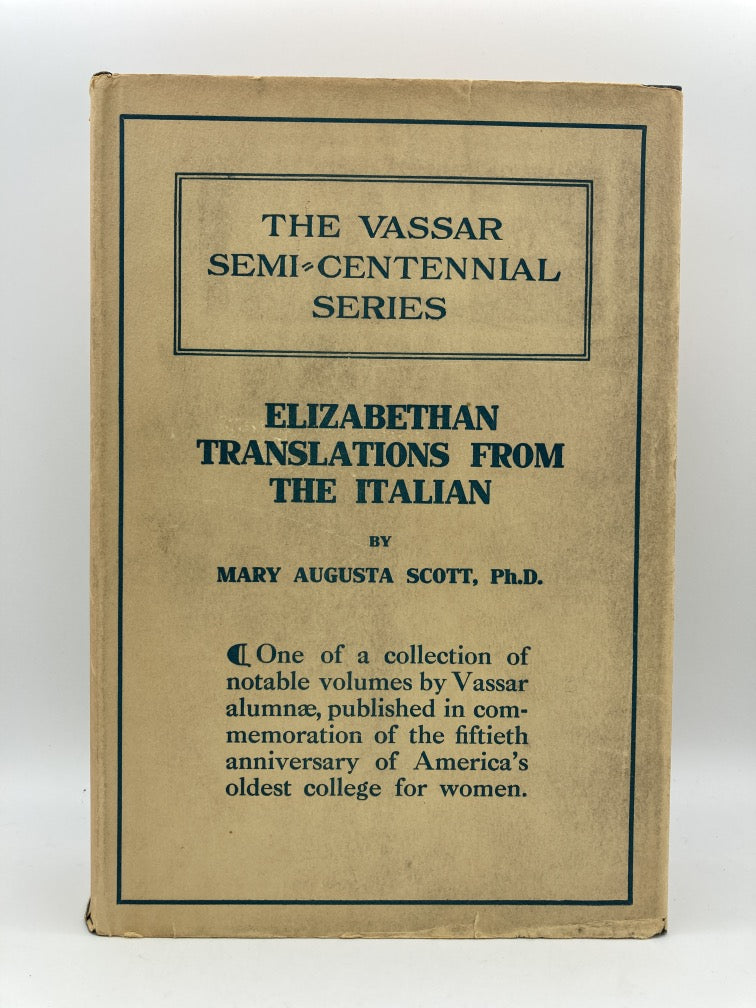 THE VASSAR
SEMI-CENTENNIAL
SERIES
ELIZABETHAN
TRANSLATIONS FROM
THE ITALIAN
BY
MARY AUGUSTA SCOTT, Ph.D.
¶ One of a collection of
notable volumes by Vassar
alumnæ, published in com-
memoration of the fiftieth
anniversary of America's
oldest college for women.